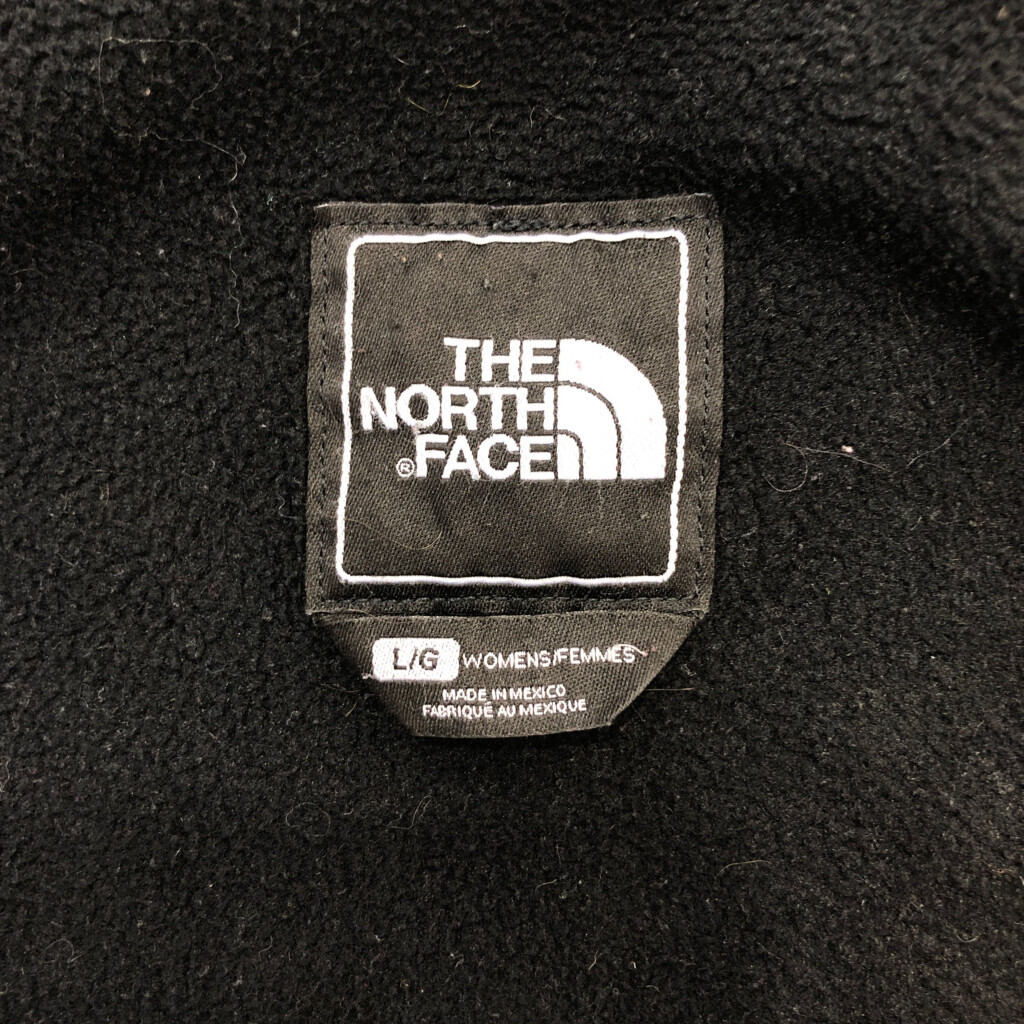 THE
NORTH
®FACE
L/G WOMENS/FEMMES
MADE IN MEXICO
FABRIQUÉ AU MEXIQUE